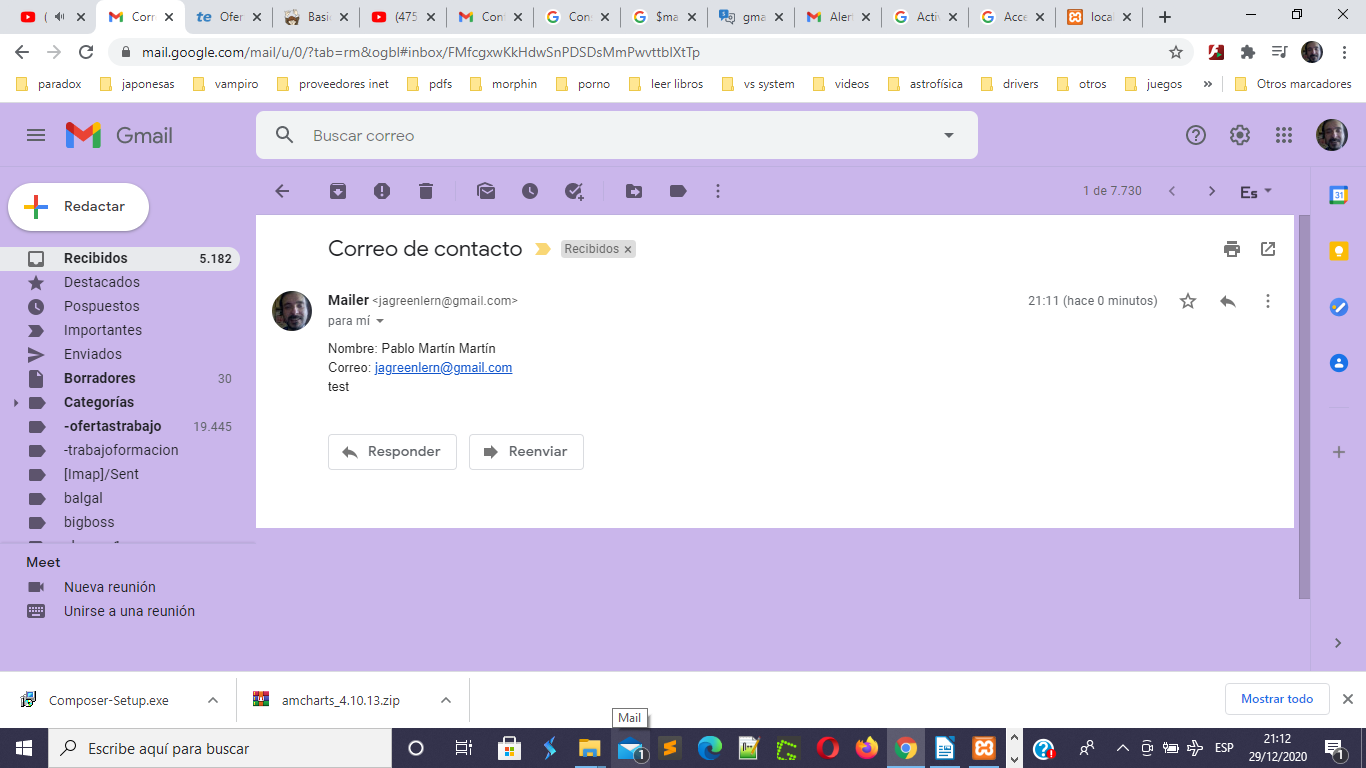 (
Corr
Ofer
Basi
(475
Con
Con
$ma
gma
Aler
Acti
Acce
loca
mail.google.com/mail/u/0/?tab=rm&ogbl#inbox/FMfcgxwKkHdwSnPDSDsMmPwvttblXtTp
paradox japonesas vampiro proveedores inet pdfs morphin porno leer libros vs system videos astrofísica drivers otros juegos » Otros marcadores
Gmail
Buscar correo
Redactar
1 de 7.730
Es
31
Recibidos 5.182
Destacados
Pospuestos
Importantes
Enviados
Borradores 30
Categorías
-ofertastrabajo 19.445
-trabajoformacion
[Imap]/Sent
balgal
bigboss
Meet
Nueva reunión
Unirse a una reunión
Correo de contacto
Recibidos ×
Mailer <jagreenlern@gmail.com>
21:11 (hace 0 minutos)
para mí
Nombre: Pablo Martín Martín
Correo: jagreenlern@gmail.com
test
Responder
Reenviar
Composer-Setup.exe
amcharts_4.10.13.zip
Mostrar todo
Mail
Escribe aquí para buscar
1
ESP
21:12
29/12/2020
1